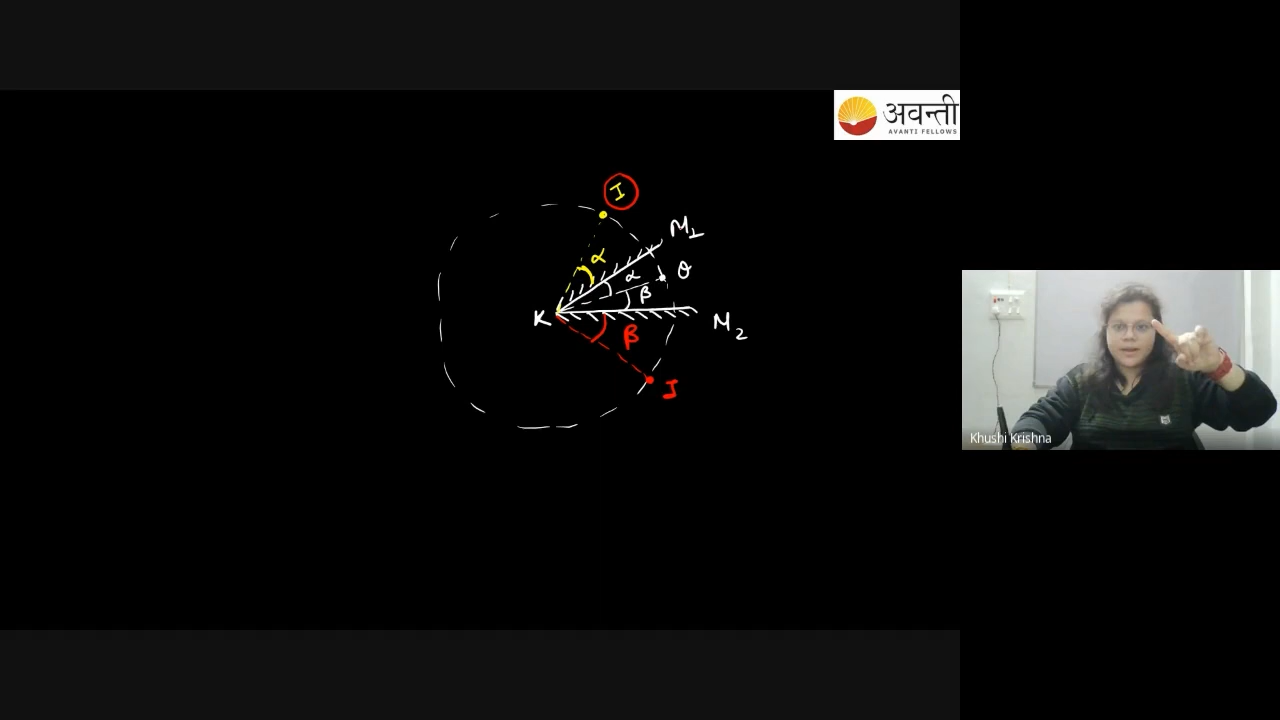 अवन्ती
AVANTI FELLOWS
I
α
M₁
θ
α
β
K
M₂
β
I
Khushi Krishna